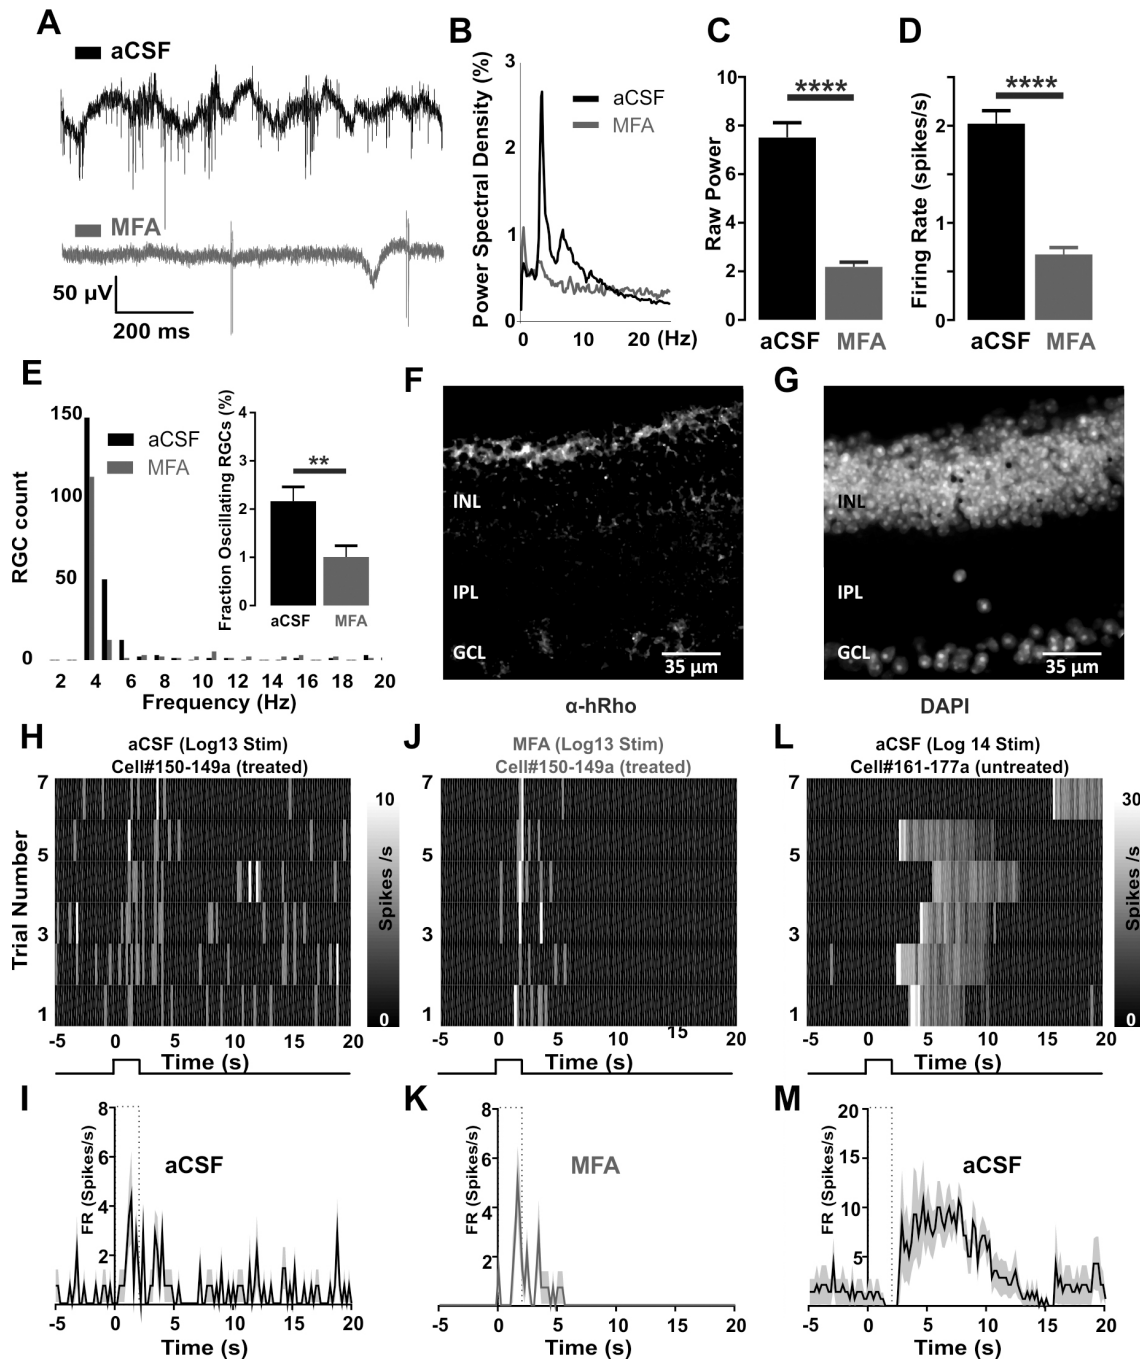 A
aCSF
MFA
50 µV
200 ms
B
Power Spectral Density (%)
3
2
1
0
aCSF
MFA
0 10 20 (Hz)
C
Raw Power
10
8
6
4
2
0
****
aCSF MFA
D
Firing Rate (spikes/s)
2
1
0
****
aCSF MFA
E
RGC count
150
100
50
0
aCSF
MFA
2 4 6 8 10 12 14 16 18 20
Frequency (Hz)
Fraction Oscillating RGCs (%)
4
3
2
1
0
**
aCSF MFA
F
INL
IPL
GCL
35 µm
α-hRho
G
INL
IPL
GCL
35 µm
DAPI
H
aCSF (Log13 Stim)
Cell#150-149a (treated)
Trial Number
7
5
3
1
-5 0 5 10 15 20
Time (s)
10
Spikes /s
0
J
MFA (Log13 Stim)
Cell#150-149a (treated)
7
5
3
1
15
-5 0 5 10 15 20
Time (s)
L
aCSF (Log 14 Stim)
Cell#161-177a (untreated)
7
5
3
1
-5 0 5 10 15 20
Time (s)
30
Spikes/s
0
I
FR (Spikes/s)
8
6
4
2
aCSF
-5 0 5 10 15 20
Time (s)
K
FR (Spikes/s)
8
6
4
2
MFA
-5 0 5 10 15 20
Time (s)
M
FR (Spikes/s)
20
15
10
5
0
aCSF
-5 0 5 10 15 20
Time (s)